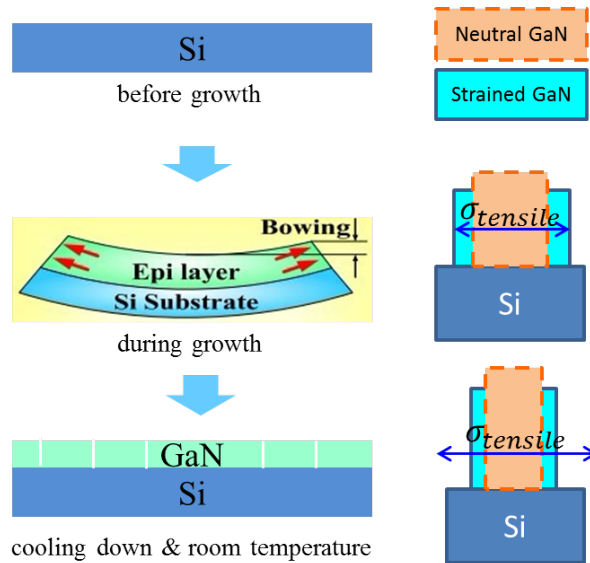 Si
before growth
Neutral GaN
Strained GaN
Bowing
Epi layer
Si Substrate
during growth
σtensile
Si
GaN
Si
cooling down & room temperature
σtensile
Si